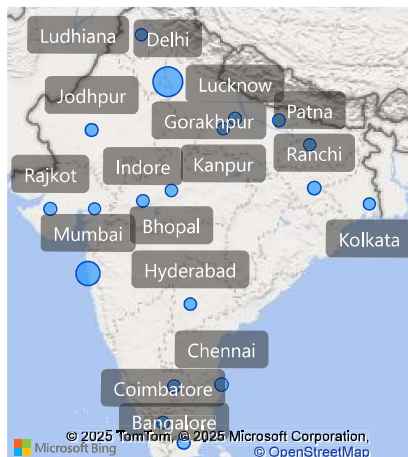 Ludhiana
Delhi
Jodhpur
Lucknow
Gorakhpur
Patna
Rajkot
Indore
Kanpur
Ranchi
Mumbai
Bhopal
Kolkata
Hyderabad
Chennai
Coimbatore
Bangalore
© 2025 TomTom, © 2025 Microsoft Corporation,
Microsoft Bing
© OpenStreetMap